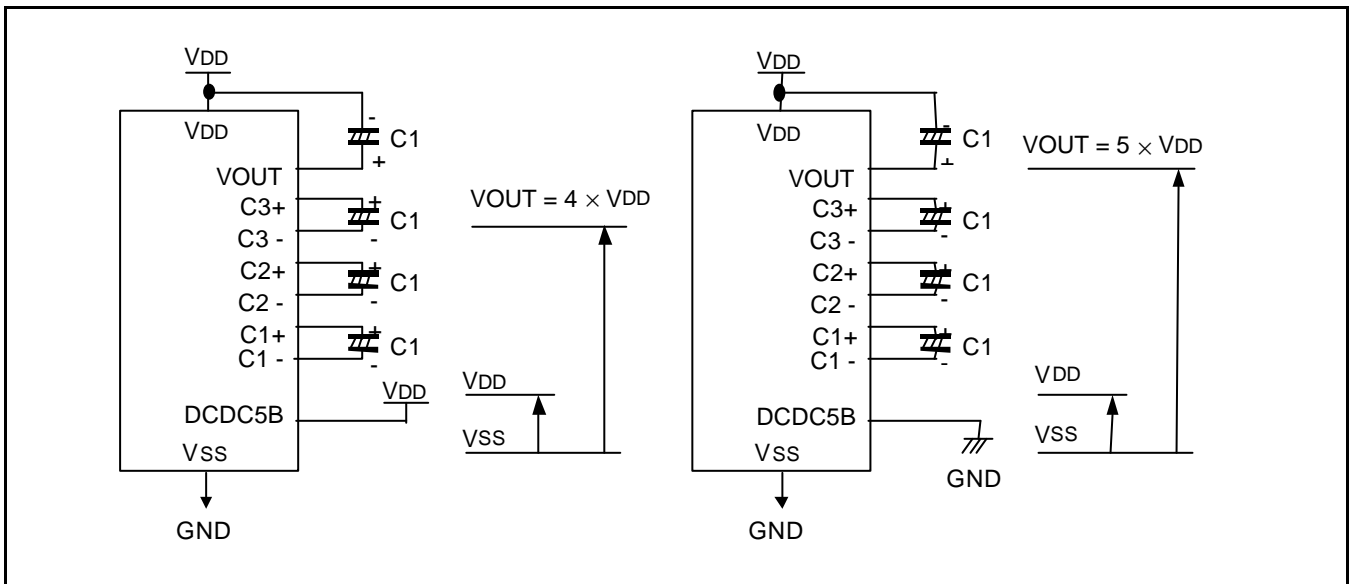 VDD
VDD
- C1
+
VOUT
C3+
+ C1
C3 -
-
C2+
+ C1
C2 -
-
C1+
+ C1
C1 -
-
VDD
DCDC5B
VSS
GND
VOUT = 4 × VDD
VDD
VSS
VDD
VDD
- C1
+
VOUT
C3+
+ C1
C3 -
-
C2+
+ C1
C2 -
-
C1+
+ C1
C1 -
-
DCDC5B
GND
VSS
GND
VOUT = 5 × VDD
VDD
VSS